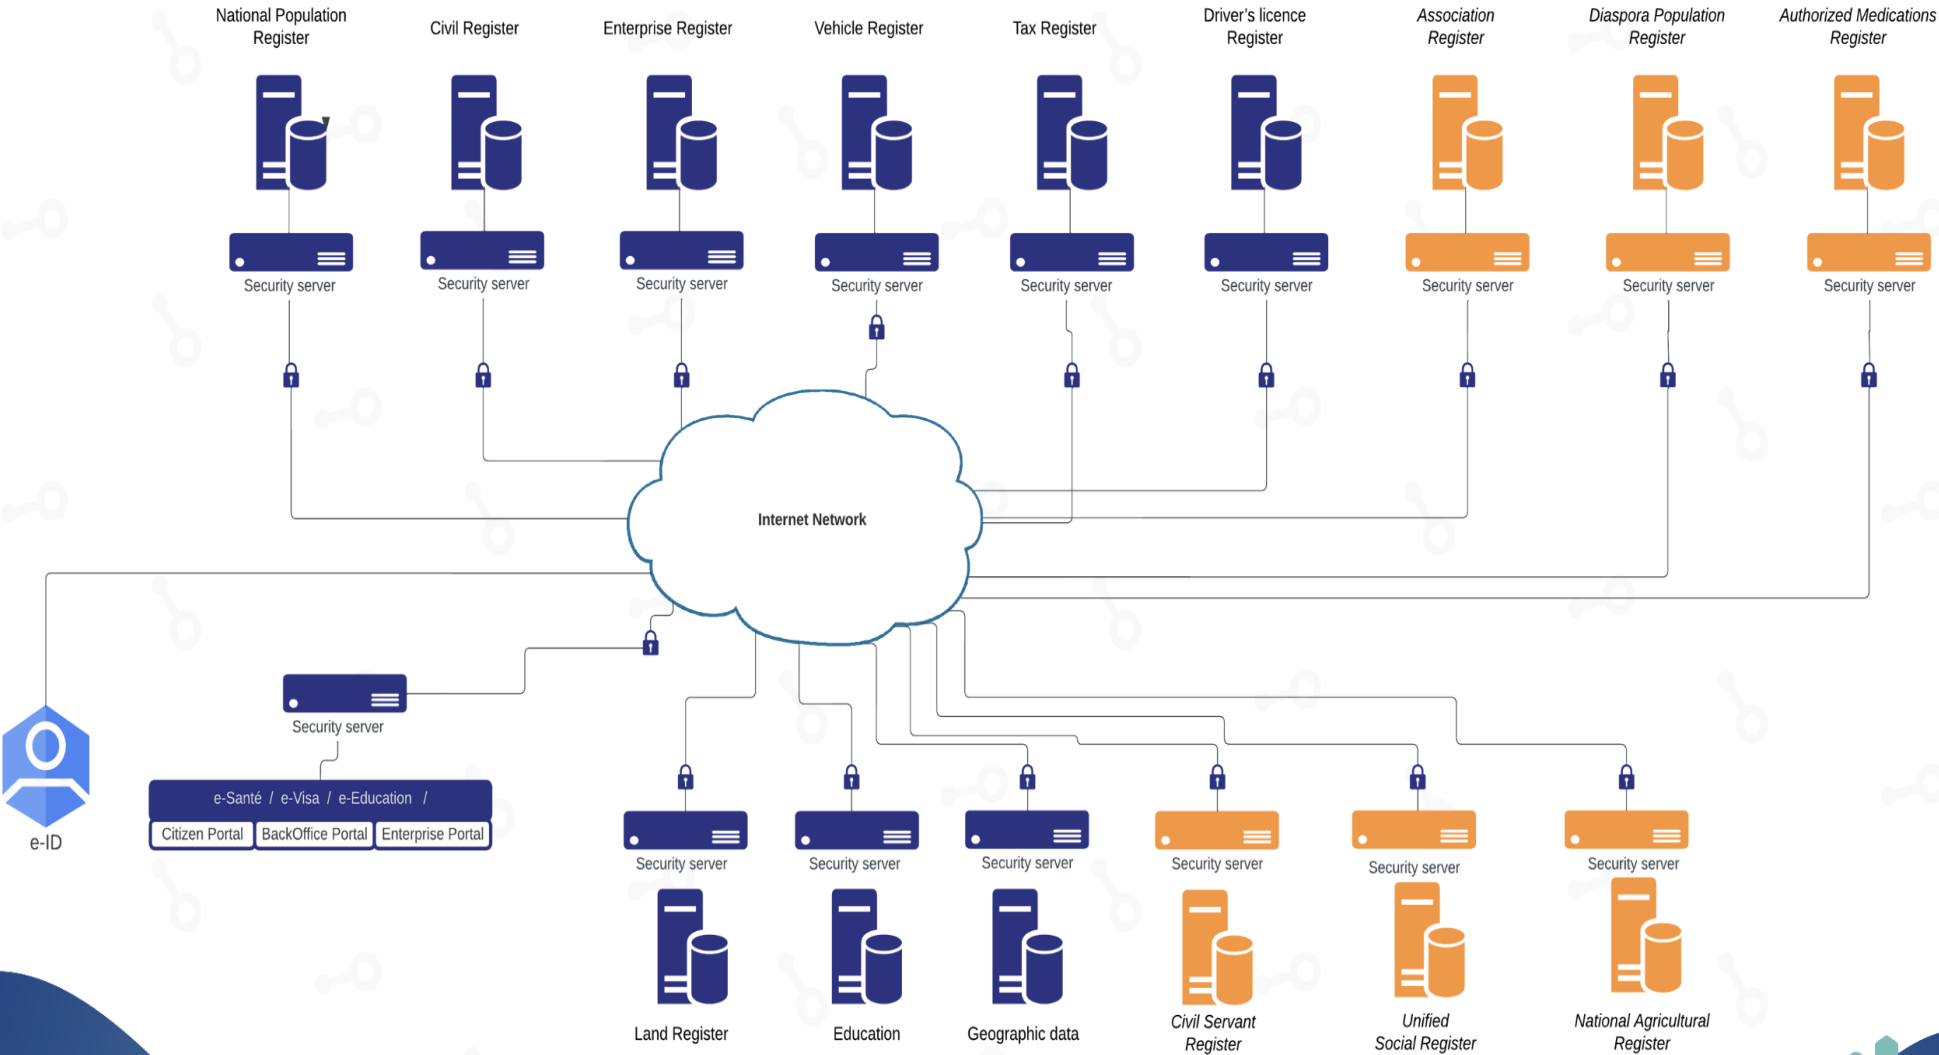 National Population
Register
Civil Register
Enterprise Register
Vehicle Register
Tax Register
Driver's licence
Register
Association
Register
Diaspora Population
Register
Authorized Medications
Register
Security server
Security server
Security server
Security server
Security server
Security server
Security server
Security server
Security server
Internet Network
Security server
e-Santé / e-Visa / e-Education /
Citizen Portal
BackOffice Portal
Enterprise Portal
e-ID
Security server
Security server
Security server
Security server
Security server
Security server
Land Register
Education
Geographic data
Civil Servant
Register
Unified
Social Register
National Agricultural
Register